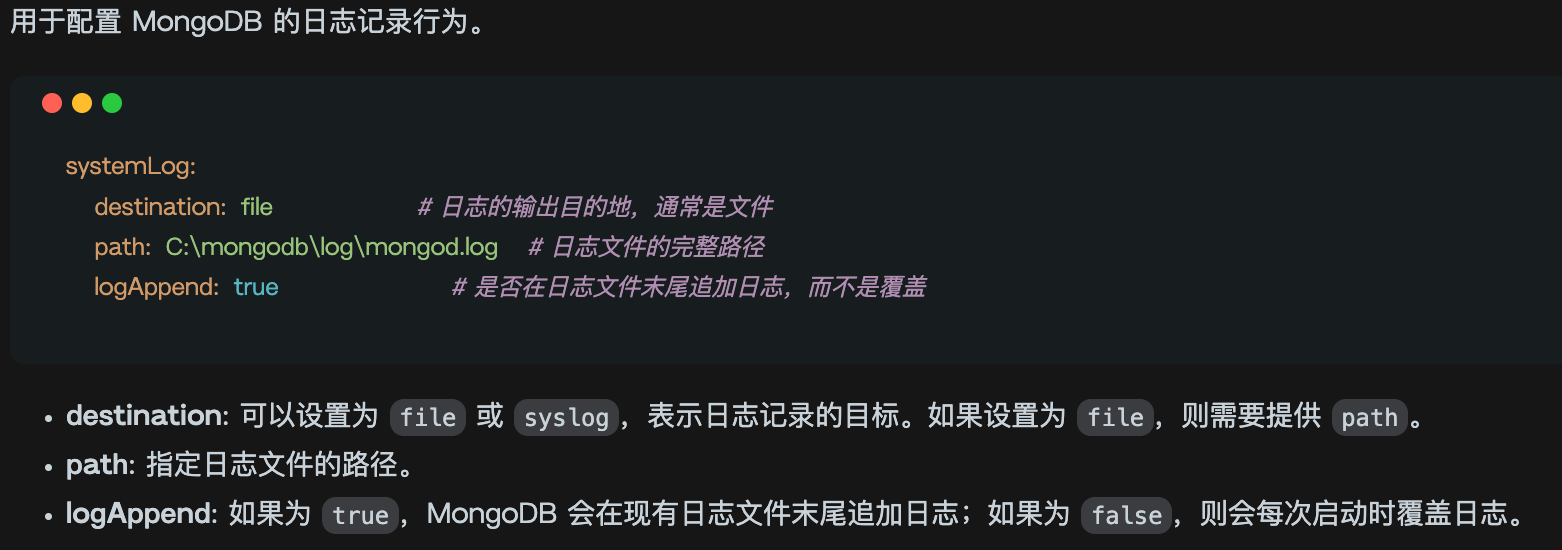 用于配置 MongoDB 的日志记录行为。
systemLog:
destination: file # 日志的输出目的地，通常是文件
path: C:\mongodb\log\mongod.log # 日志文件的完整路径
logAppend: true # 是否在日志文件末尾追加日志，而不是覆盖
• destination: 可以设置为 file 或 syslog，表示日志记录的目标。如果设置为 file，则需要提供 path。
• path: 指定日志文件的路径。
• logAppend: 如果为 true，MongoDB 会在现有日志文件末尾追加日志；如果为 false，则会每次启动时覆盖日志。